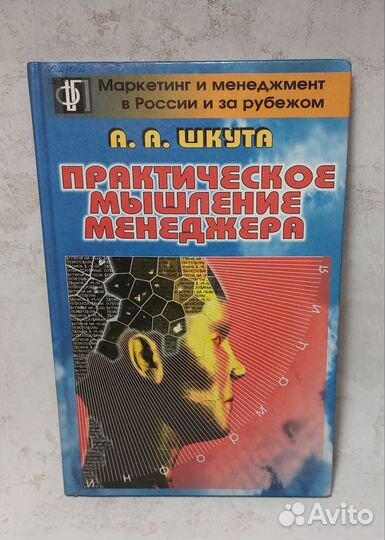 Маркетинг и менеджмент
в России и за рубежом
А. А. ШКУТА
ПРАКТИЧЕСКОЕ
МЫШЛЕНИЕ
МЕНЕДЖЕРА
информация
Avito